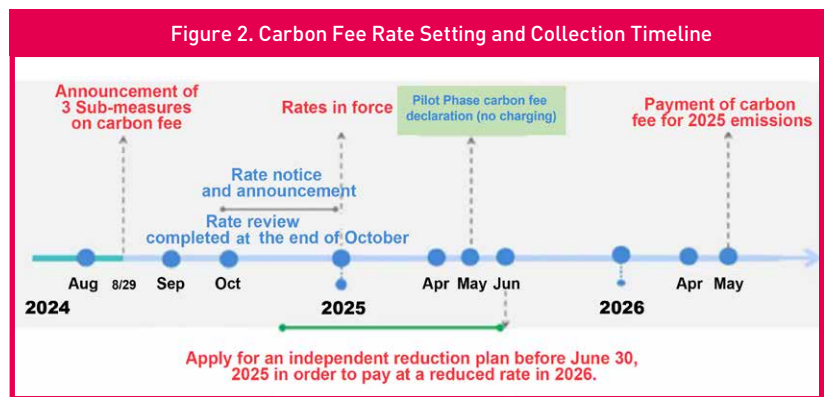 Figure 2. Carbon Fee Rate Setting and Collection Timeline
Announcement of
3 Sub-measures
on carbon fee
Rates in force
Pilot Phase carbon fee
declaration (no charging)
Payment of carbon
fee for 2025 emissions
Rate notice
and announcement
Rate review
completed at the end of October
Aug 8/29 Sep Oct Apr May Jun Apr May
2024 2025 2026
Apply for an independent reduction plan before June 30,
2025 in order to pay at a reduced rate in 2026.